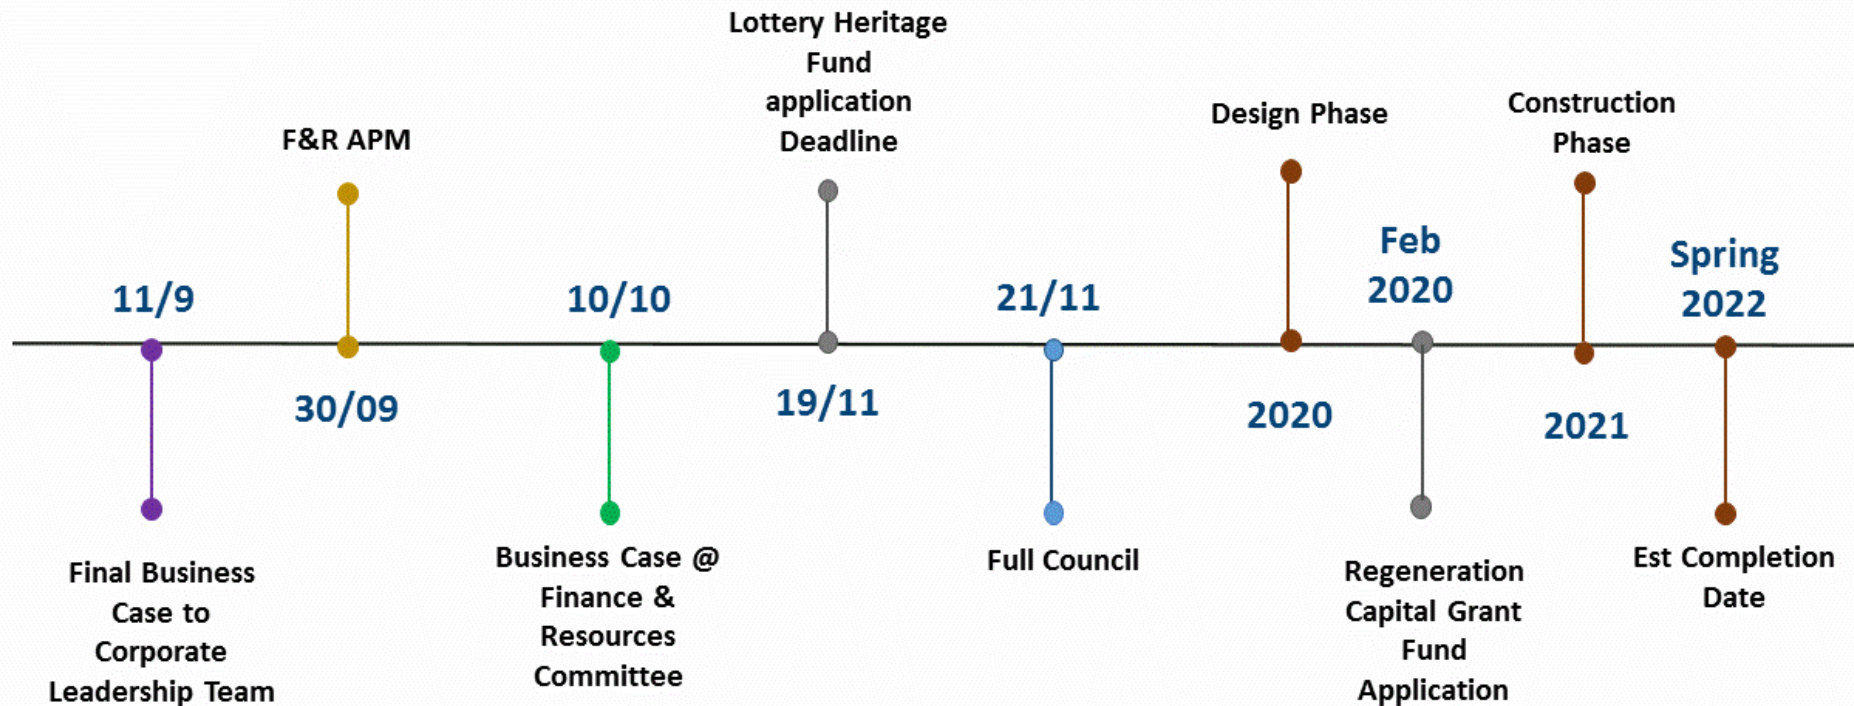 11/9
Final Business
Case to
Corporate
Leadership Team
F&R APM
30/09
10/10
Business Case @
Finance &
Resources
Committee
Lottery Heritage
Fund
application
Deadline
19/11
21/11
Full Council
Design Phase
2020
Feb
2020
Regeneration
Capital Grant
Fund
Application
Construction
Phase
2021
Spring
2022
Est Completion
Date